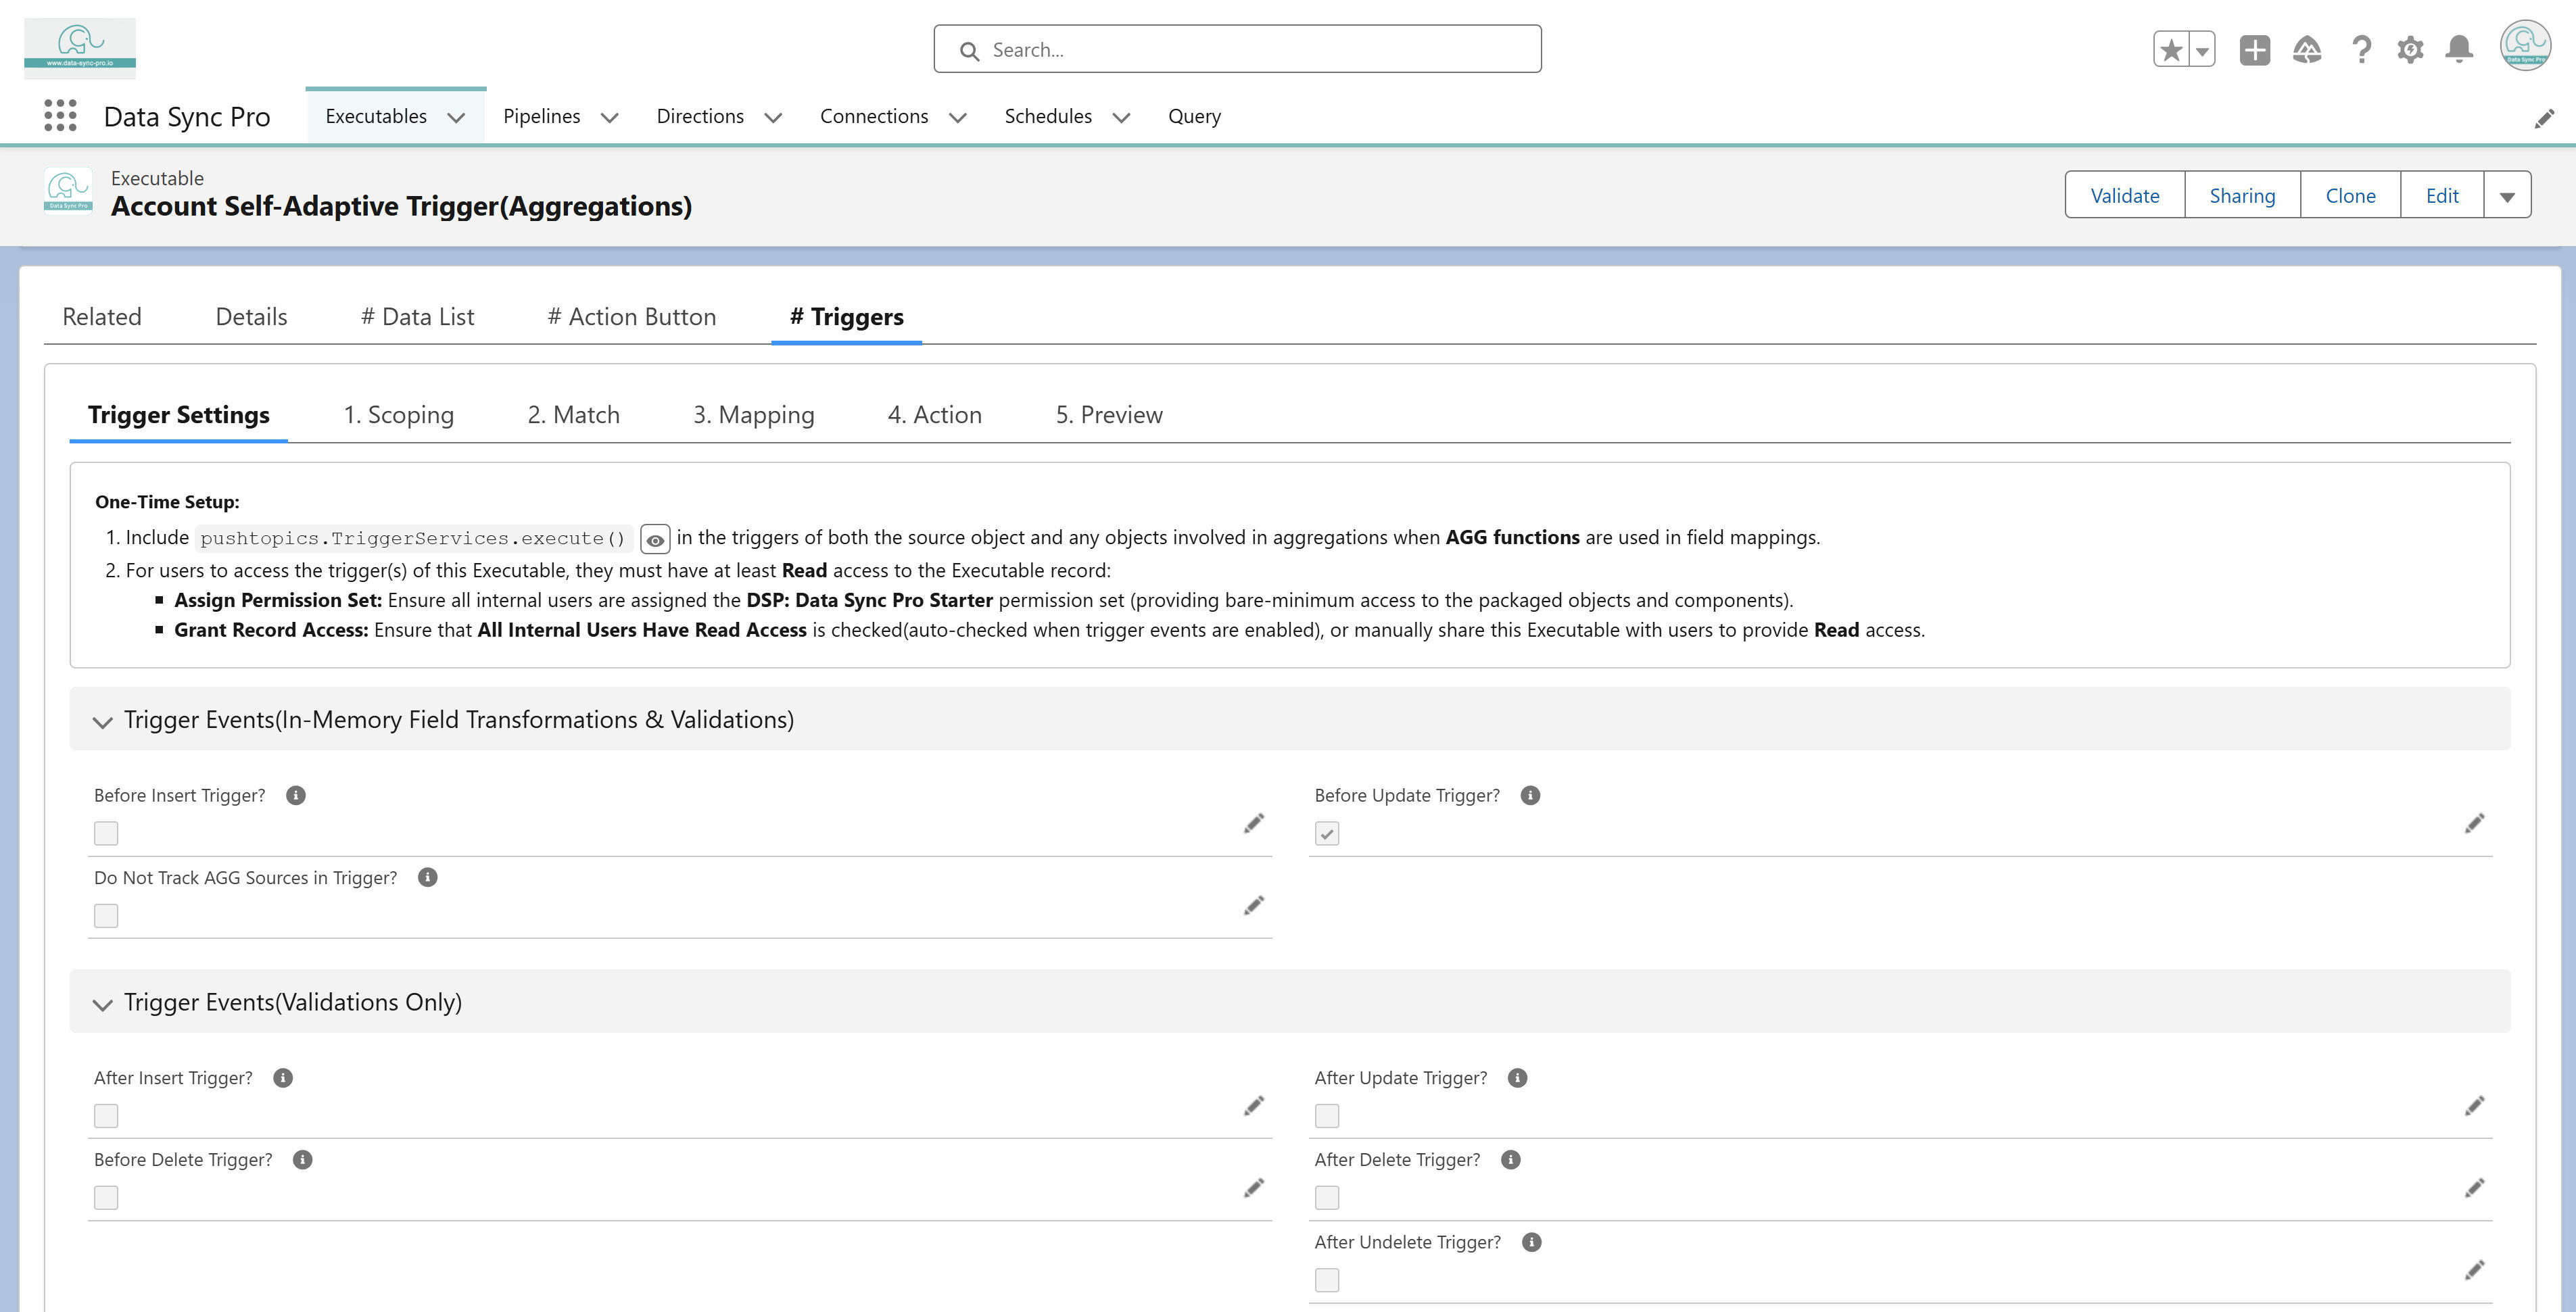 www.data-sync-pro.io
Search...
Data Sync Pro
Data Sync Pro
Executables
Pipelines
Directions
Connections
Schedules
Query
Data Sync Pro
Executable
Account Self-Adaptive Trigger(Aggregations)
Validate
Sharing
Clone
Edit
Related
Details
# Data List
# Action Button
# Triggers
Trigger Settings
1. Scoping
2. Match
3. Mapping
4. Action
5. Preview
One-Time Setup:
1. Include pushtopics.TriggerServices.execute() in the triggers of both the source object and any objects involved in aggregations when AGG functions are used in field mappings.
2. For users to access the trigger(s) of this Executable, they must have at least Read access to the Executable record:
▪ Assign Permission Set: Ensure all internal users are assigned the DSP: Data Sync Pro Starter permission set (providing bare-minimum access to the packaged objects and components).
▪ Grant Record Access: Ensure that All Internal Users Have Read Access is checked(auto-checked when trigger events are enabled), or manually share this Executable with users to provide Read access.
Trigger Events(In-Memory Field Transformations & Validations)
Before Insert Trigger?
Before Update Trigger?
Do Not Track AGG Sources in Trigger?
Trigger Events(Validations Only)
After Insert Trigger?
After Update Trigger?
Before Delete Trigger?
After Delete Trigger?
After Undelete Trigger?